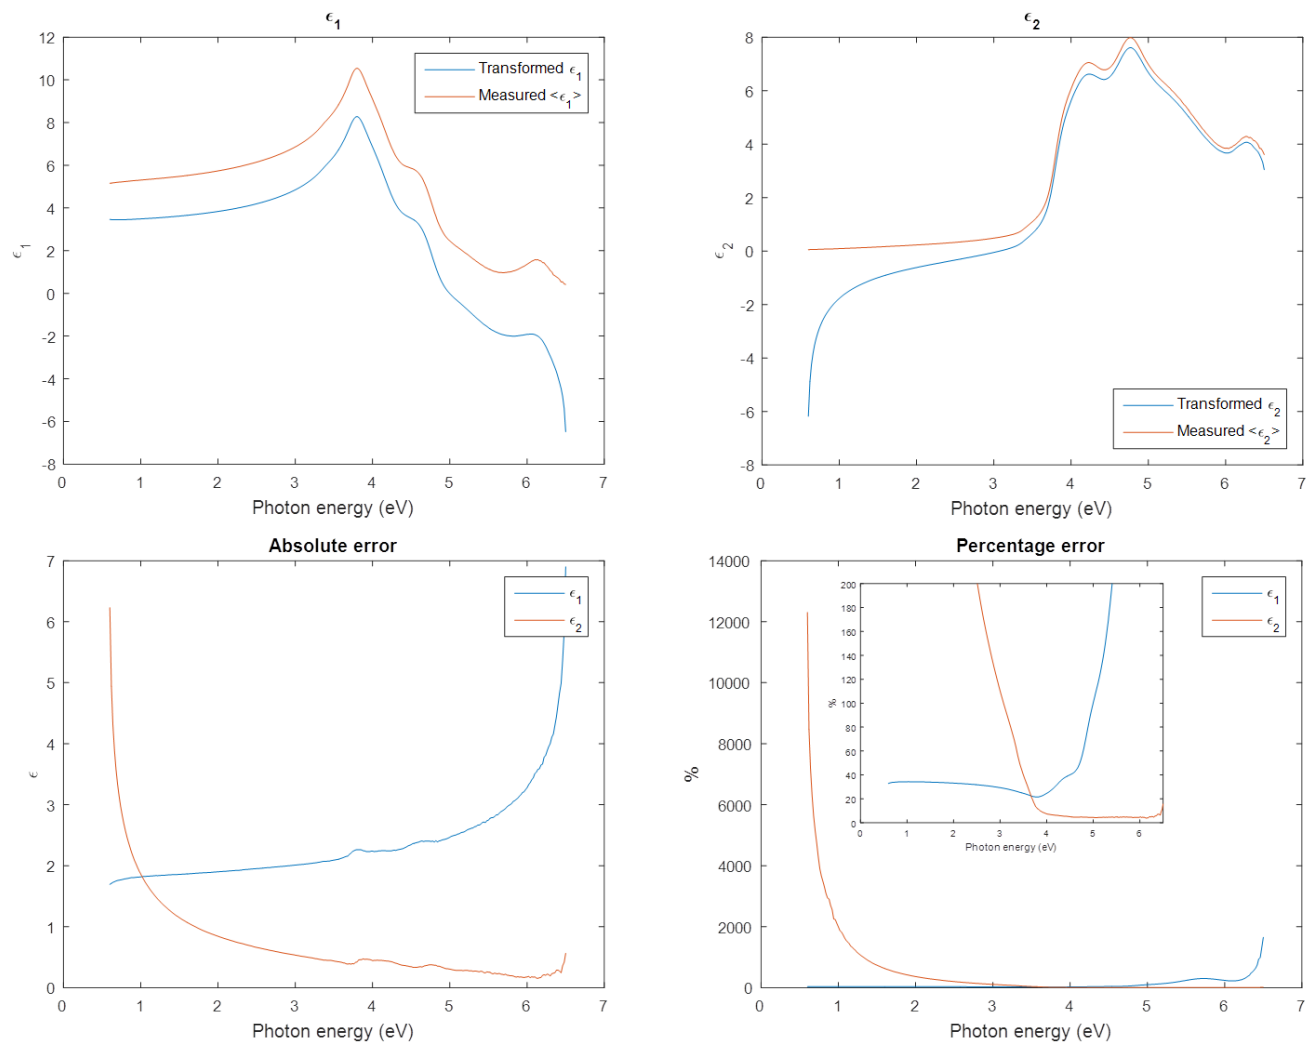 ϵ1
12
10
8
6
4
2
0
-2
-4
-6
-8
ϵ1
0 1 2 3 4 5 6 7
Photon energy (eV)
Transformed ϵ1
Measured <ϵ1>
ϵ2
8
6
4
2
0
-2
-4
-6
-8
ϵ2
0 1 2 3 4 5 6 7
Photon energy (eV)
Transformed ϵ2
Measured <ϵ2>
Absolute error
7
6
5
4
3
2
1
0
ϵ
0 1 2 3 4 5 6 7
Photon energy (eV)
ϵ1
ϵ2
Percentage error
14000
12000
10000
8000
6000
4000
2000
0
%
0 1 2 3 4 5 6 7
Photon energy (eV)
ϵ1
ϵ2
200
180
160
140
120
100
80
60
40
20
0
%
0 1 2 3 4 5 6
Photon energy (eV)